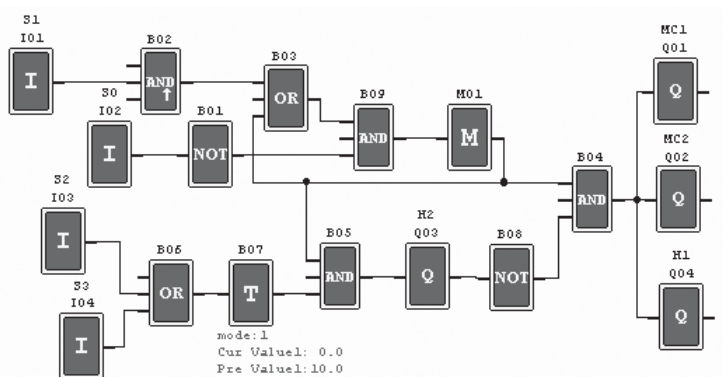 S1
I01
I
B02
AND
↑
S0
I02
I
B01
NOT
B03
OR
B09
AND
M01
M
B04
AND
MC1
Q01
Q
MC2
Q02
Q
H1
Q04
Q
S2
I03
I
S3
I04
I
B06
OR
B07
T
mode:1
Cur Value1: 0.0
Pre Value1:10.0
B05
AND
H2
Q03
Q
B08
NOT